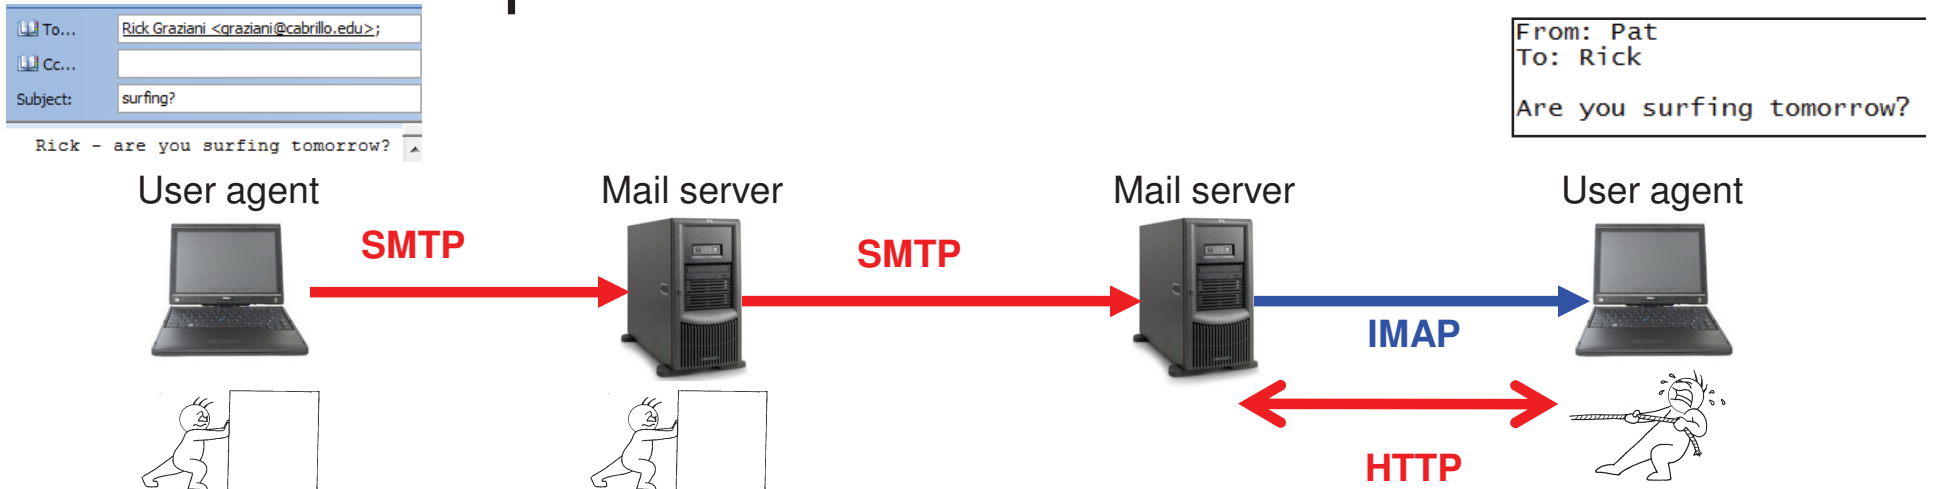 To...
Rick Graziani <graziani@cabrillo.edu>;
Cc...
Subject:
surfing?
Rick - are you surfing tomorrow?
From: Pat
To: Rick
Are you surfing tomorrow?
User agent
Mail server
Mail server
User agent
SMTP
SMTP
IMAP
HTTP